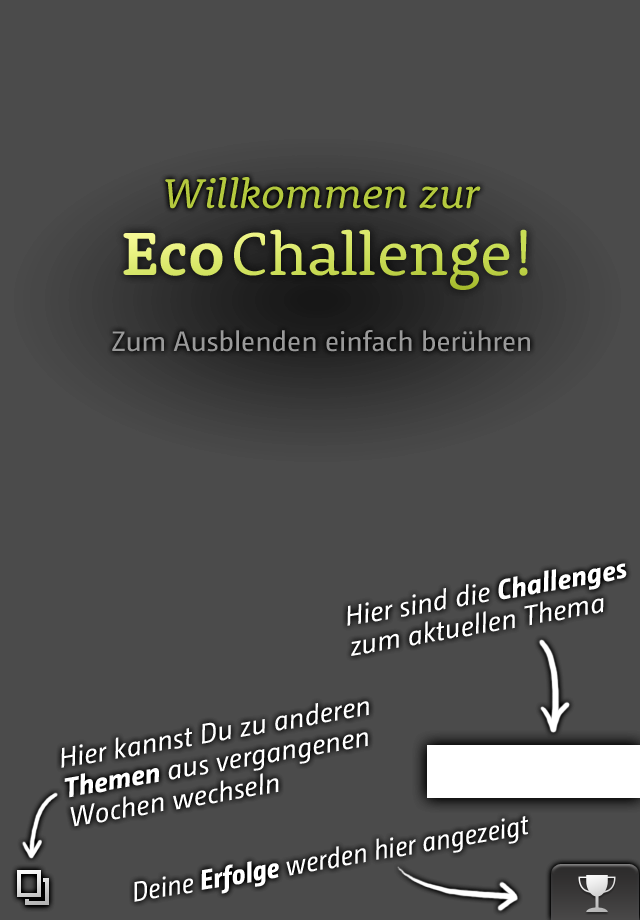 Willkommen zur
Eco Challenge!
Zum Ausblenden einfach berühren
Hier sind die Challenges
zum aktuellen Thema
Hier kannst Du zu anderen
Themen aus vergangenen
Wochen wechseln
Deine Erfolge werden hier angezeigt